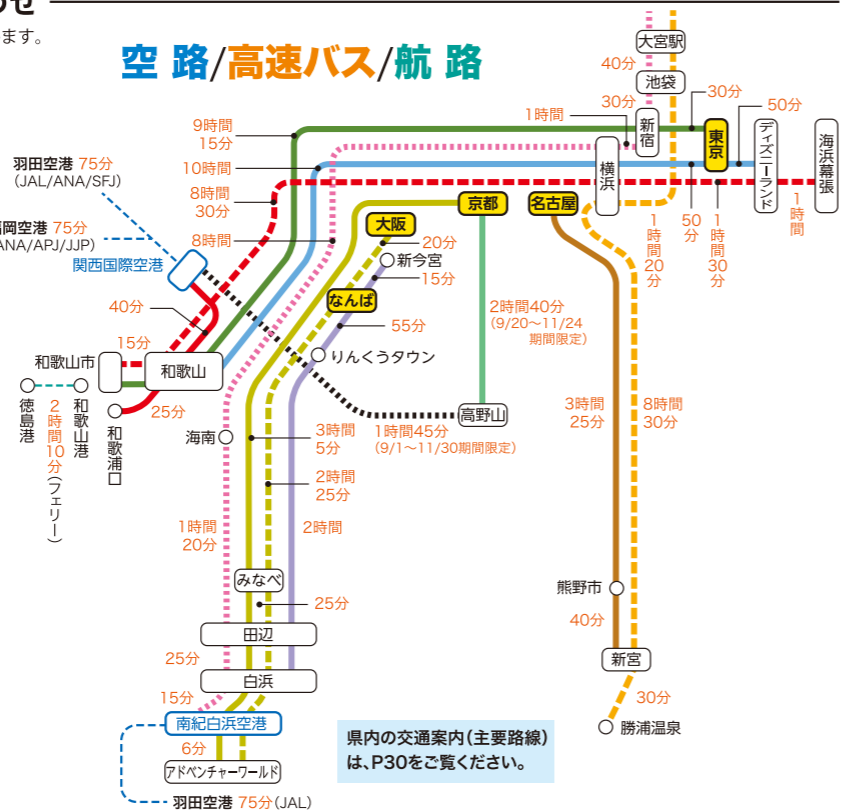 ます。
空 路/高速バス/航 路
大宮駅
40分
池袋
30分
新宿
1時間
30分
東京
50分
ディズニーランド
海浜幕張
横浜
9時間
15分
10時間
8時間
30分
8時間
羽田空港 75分
(JAL/ANA/SFJ)
岡空港 75分
ANA/APJ/JJP)
関西国際空港
京都
名古屋
大阪
20分
新今宮
15分
なんば
55分
りんくうタウン
1時間20分
50分
1時間30分
1時間
2時間40分
(9/20〜11/24
期間限定)
40分
15分
和歌山市
和歌山
25分
徳島港
2時間10分(フェリー)
和歌山港
和歌浦口
高野山
1時間45分
(9/1〜11/30期間限定)
海南
3時間
5分
2時間
25分
3時間
25分
8時間
30分
1時間
20分
2時間
みなべ
25分
田辺
25分
白浜
15分
南紀白浜空港
6分
アドベンチャーワールド
羽田空港 75分(JAL)
熊野市
40分
新宮
30分
勝浦温泉
県内の交通案内(主要路線)
は、P30をご覧ください。